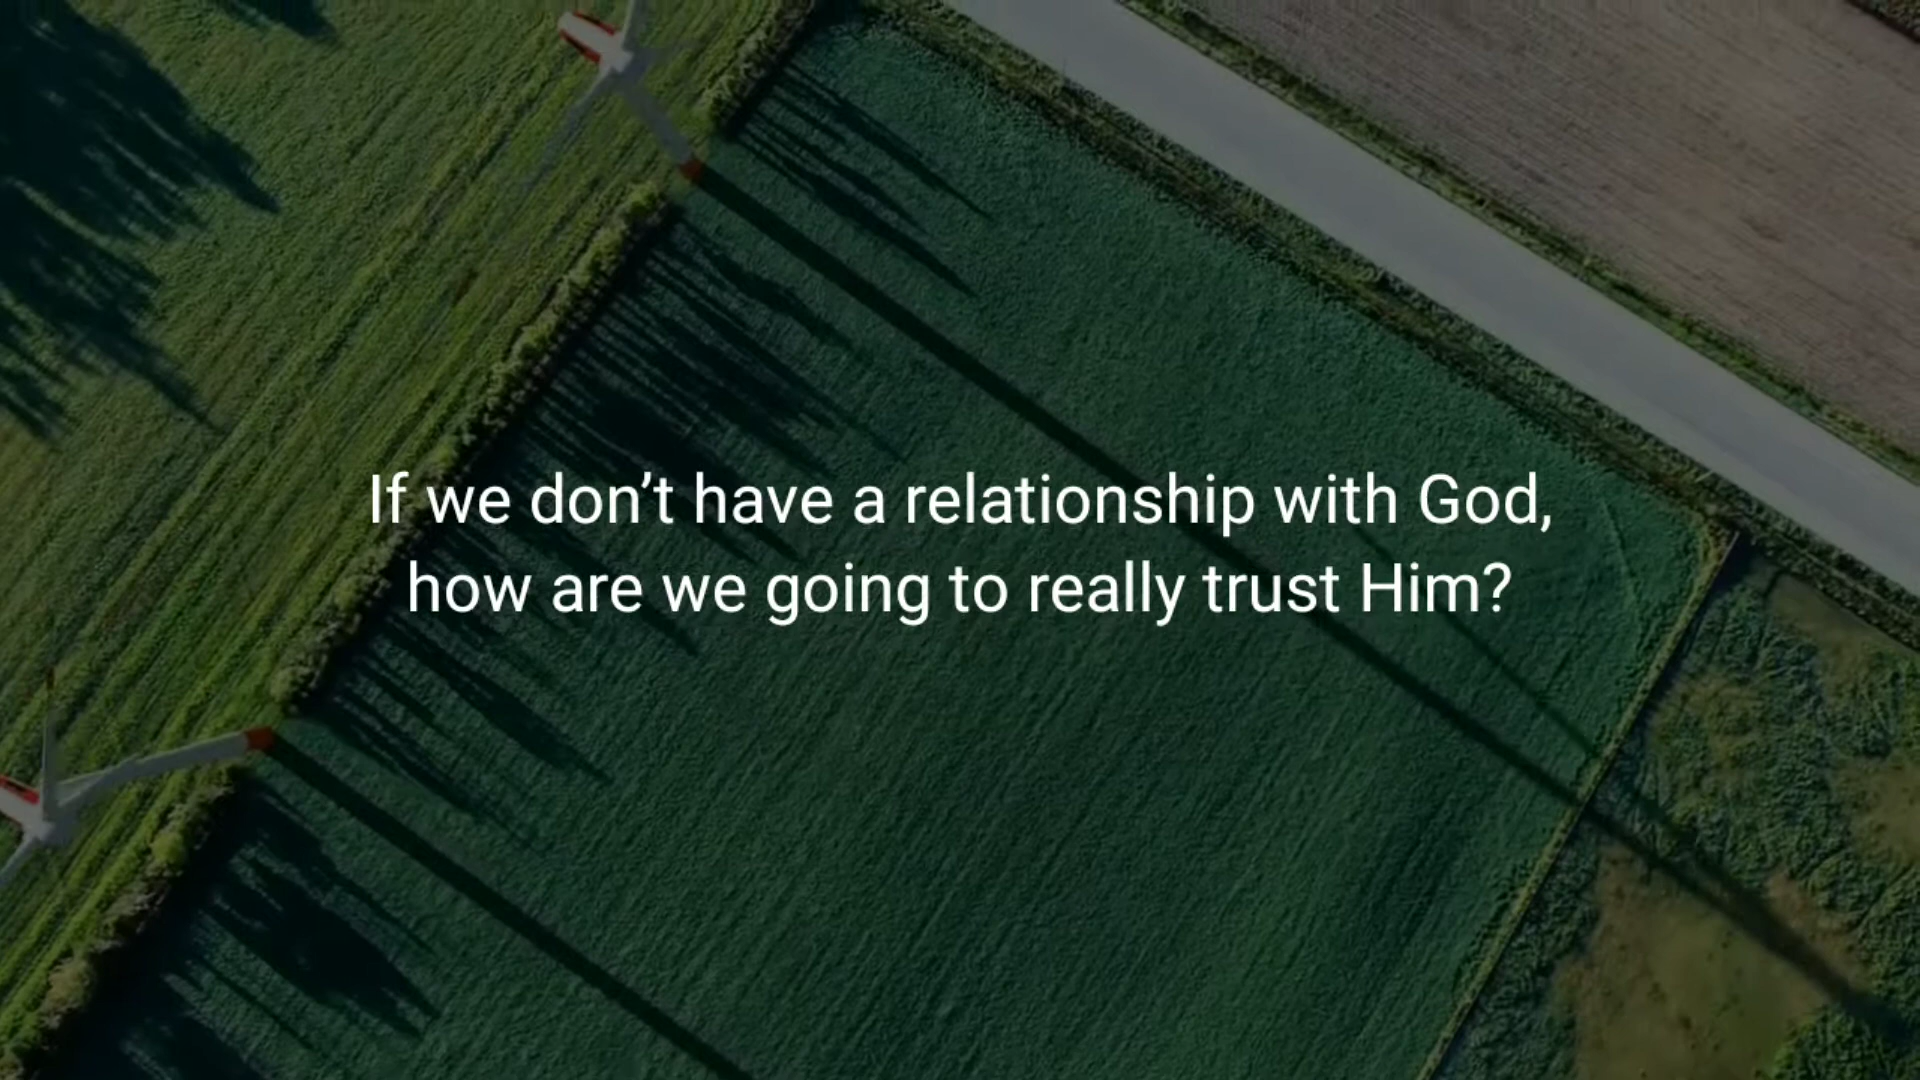 If we don’t have a relationship with God,
how are we going to really trust Him?